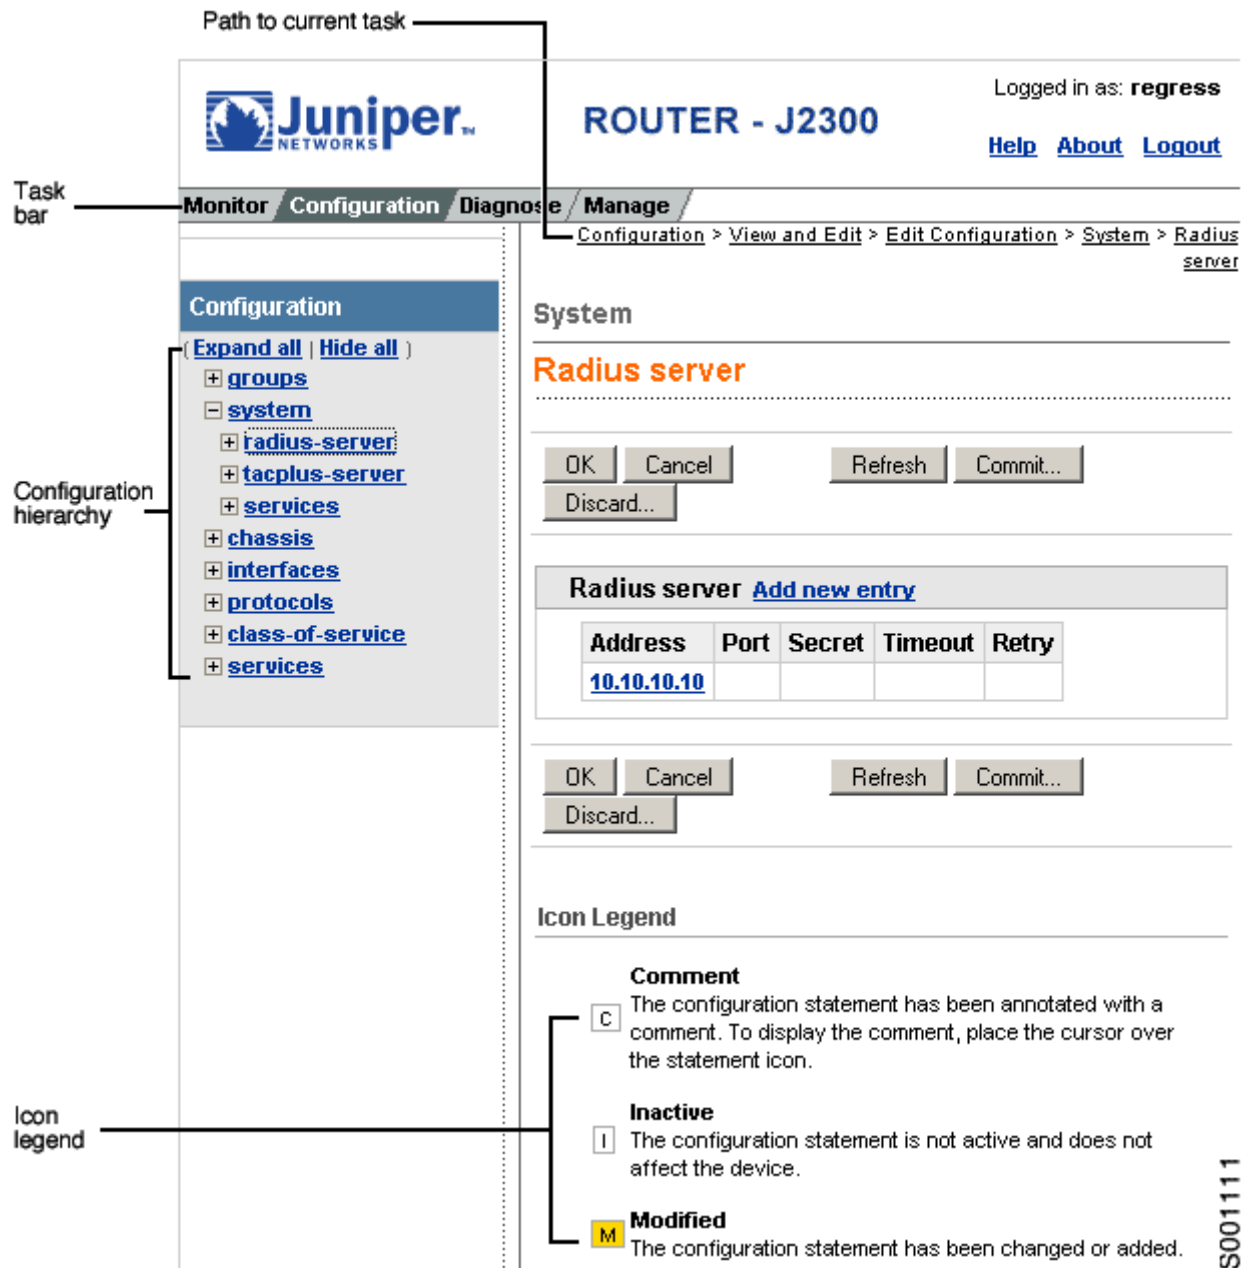 Path to current task
Juniper
NETWORKS
TM
ROUTER - J2300
Logged in as: regress
Help About Logout
Task
bar
Monitor Configuration Diagnose Manage
Configuration > View and Edit > Edit Configuration > System > Radius
server
Configuration
( Expand all | Hide all )
+ groups
- system
+ radius-server
+ tacplus-server
+ services
+ chassis
+ interfaces
+ protocols
+ class-of-service
+ services
Configuration
hierarchy
System
Radius server
OK Cancel Refresh Commit...
Discard...
Radius server Add new entry
Address Port Secret Timeout Retry
10.10.10.10
OK Cancel Refresh Commit...
Discard...
Icon Legend
Icon
legend
Comment
C The configuration statement has been annotated with a
comment. To display the comment, place the cursor over
the statement icon.
Inactive
I The configuration statement is not active and does not
affect the device.
Modified
M The configuration statement has been changed or added.
S001111